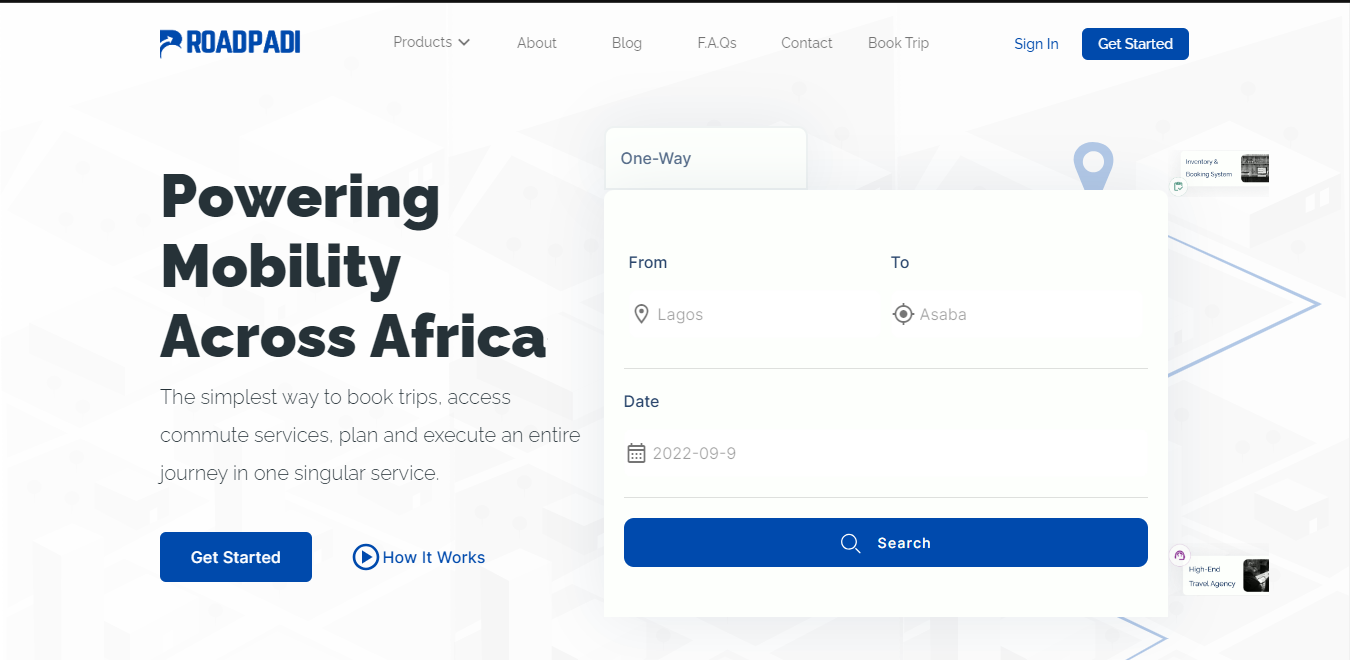 ROADPADI
Products
About
Blog
F.A.Qs
Contact
Book Trip
Sign In
Get Started
Powering
Mobility
Across Africa
The simplest way to book trips, access
commute services, plan and execute an entire
journey in one singular service.
Get Started
How It Works
One-Way
From
To
Lagos
Asaba
Date
2022-09-9
Search
Inventory &
Booking System
High-End
Travel Agency